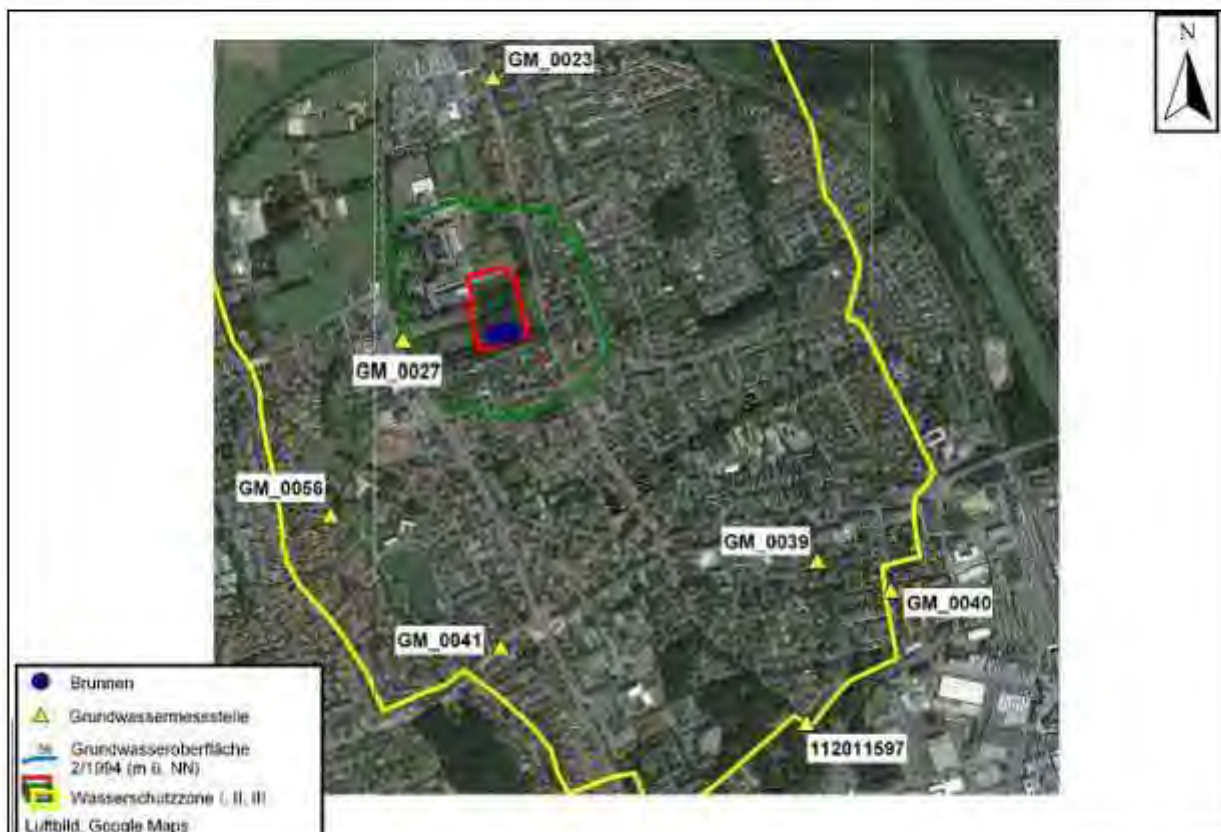 N
GM_0023
GM_0027
GM_0056
GM_0039
GM_0040
GM_0041
112011597
Brunnen
Grundwassermessstelle
Grundwasseroberfläche
2/1994 (m ü. NN)
Wasserschutzzone I, II, III
Luftbild, Google Maps